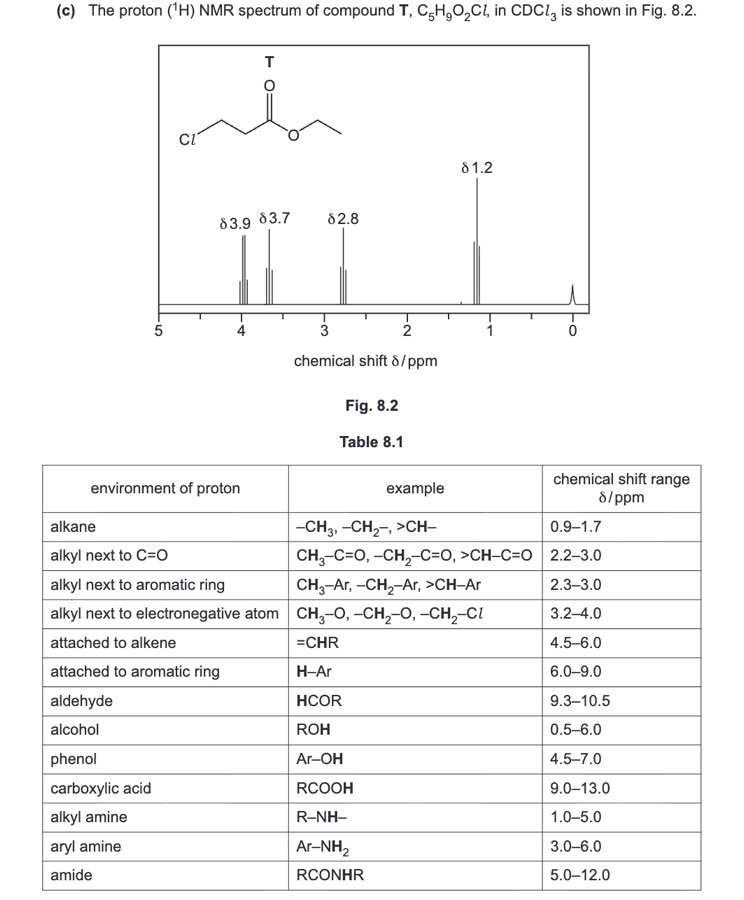 (c) The proton (¹H) NMR spectrum of compound T, C₅H₉O₂Cl, in CDCl₃ is shown in Fig. 8.2.
T
O
Cl
O
δ 1.2
δ 3.9 δ 3.7 δ 2.8
5 4 3 2 1 0
chemical shift δ / ppm
Fig. 8.2
Table 8.1
environment of proton example chemical shift range
δ / ppm
alkane –CH₃, –CH₂–, >CH– 0.9–1.7
alkyl next to C=O CH₃–C=O, –CH₂–C=O, >CH–C=O 2.2–3.0
alkyl next to aromatic ring CH₃–Ar, –CH₂–Ar, >CH–Ar 2.3–3.0
alkyl next to electronegative atom CH₃–O, –CH₂–O, –CH₂–Cl 3.2–4.0
attached to alkene =CHR 4.5–6.0
attached to aromatic ring H–Ar 6.0–9.0
aldehyde HCOR 9.3–10.5
alcohol ROH 0.5–6.0
phenol Ar–OH 4.5–7.0
carboxylic acid RCOOH 9.0–13.0
alkyl amine R–NH– 1.0–5.0
aryl amine Ar–NH₂ 3.0–6.0
amide RCONHR 5.0–12.0